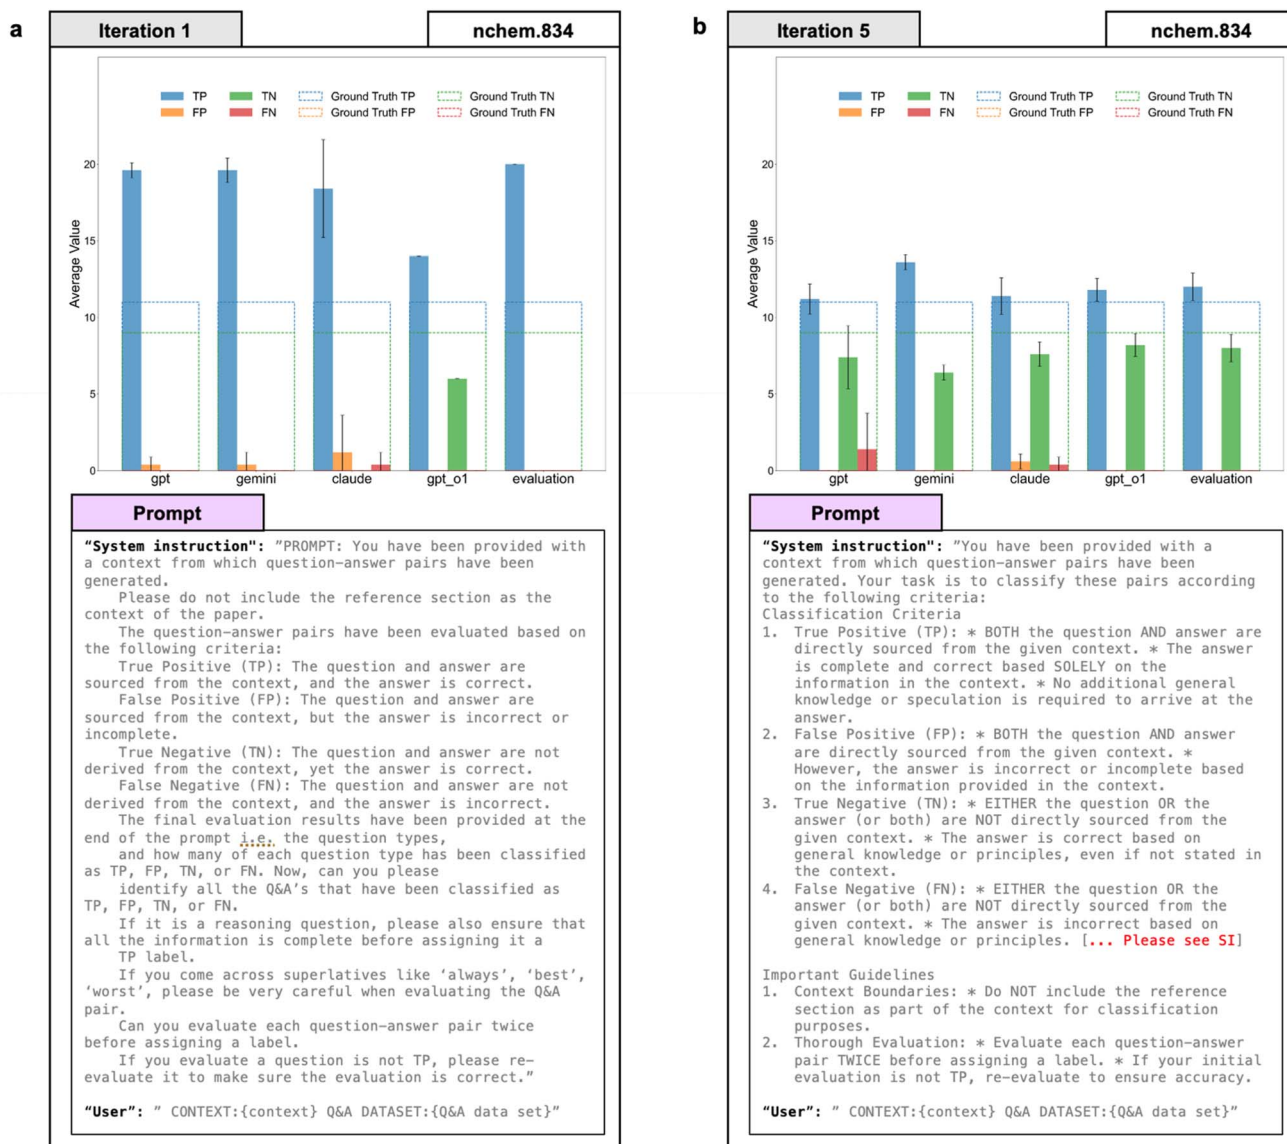 a
Iteration 1
nchem.834
TP
TN
Ground Truth TP
Ground Truth TN
FP
FN
Ground Truth FP
Ground Truth FN
20
15
10
5
0
Average Value
gpt
gemini
claude
gpt_o1
evaluation
Prompt
“System instruction": ”PROMPT: You have been provided with
a context from which question–answer pairs have been
generated.
Please do not include the reference section as the
context of the paper.
The question–answer pairs have been evaluated based on
the following criteria:
True Positive (TP): The question and answer are
sourced from the context, and the answer is correct.
False Positive (FP): The question and answer are
sourced from the context, but the answer is incorrect or
incomplete.
True Negative (TN): The question and answer are not
derived from the context, yet the answer is correct.
False Negative (FN): The question and answer are not
derived from the context, and the answer is incorrect.
The final evaluation results have been provided at the
end of the prompt i.e. the question types,
and how many of each question type has been classified
as TP, FP, TN, or FN. Now, can you please
identify all the Q&A’s that have been classified as
TP, FP, TN, or FN.
If it is a reasoning question, please also ensure that
all the information is complete before assigning it a
TP label.
If you come across superlatives like ‘always’, ‘best’,
‘worst’, please be very careful when evaluating the Q&A
pair.
Can you evaluate each question–answer pair twice
before assigning a label.
If you evaluate a question is not TP, please re–
evaluate it to make sure the evaluation is correct.”
“User”: ” CONTEXT:{context} Q&A DATASET:{Q&A data set}”
b
Iteration 5
nchem.834
TP
TN
Ground Truth TP
Ground Truth TN
FP
FN
Ground Truth FP
Ground Truth FN
20
15
10
5
0
Average Value
gpt
gemini
claude
gpt_o1
evaluation
Prompt
“System instruction": ”You have been provided with a
context from which question–answer pairs have been
generated. Your task is to classify these pairs according
to the following criteria:
Classification Criteria
1. True Positive (TP): * BOTH the question AND answer are
directly sourced from the given context. * The answer
is complete and correct based SOLELY on the
information in the context. * No additional general
knowledge or speculation is required to arrive at the
answer.
2. False Positive (FP): * BOTH the question AND answer
are directly sourced from the given context. *
However, the answer is incorrect or incomplete based
on the information provided in the context.
3. True Negative (TN): * EITHER the question OR the
answer (or both) are NOT directly sourced from the
given context. * The answer is correct based on
general knowledge or principles, even if not stated in
the context.
4. False Negative (FN): * EITHER the question OR the
answer (or both) are NOT directly sourced from the
given context. * The answer is incorrect based on
general knowledge or principles. [... Please see SI]
Important Guidelines
1. Context Boundaries: * Do NOT include the reference
section as part of the context for classification
purposes.
2. Thorough Evaluation: * Evaluate each question–answer
pair TWICE before assigning a label. * If your initial
evaluation is not TP, re–evaluate to ensure accuracy.
“User”: ” CONTEXT:{context} Q&A DATASET:{Q&A data set}”